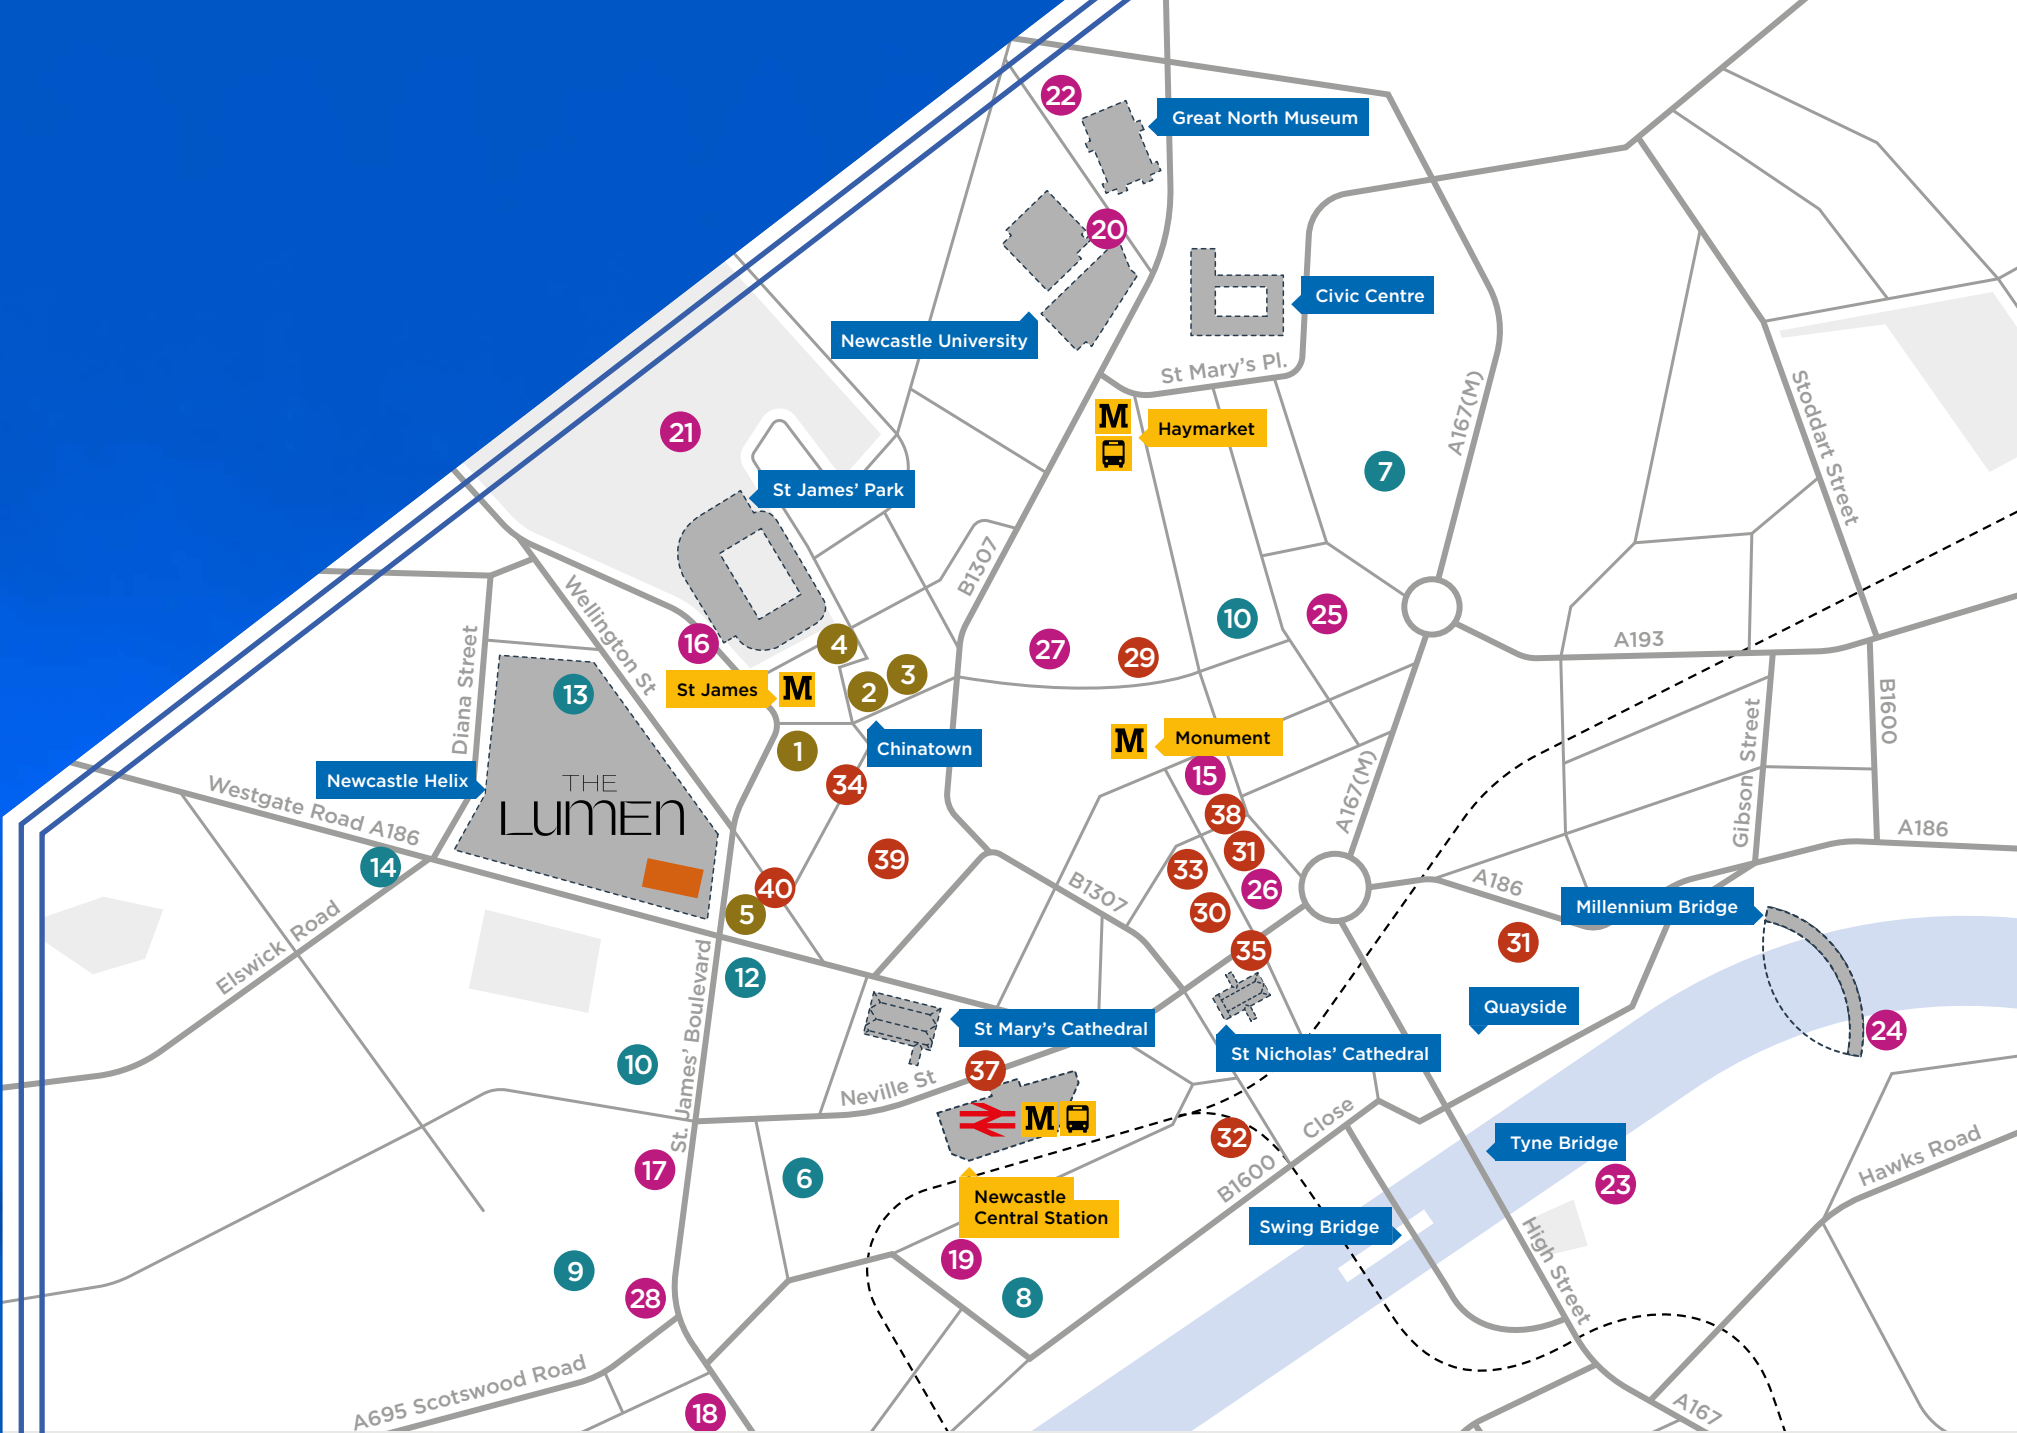 22
Great North Museum
20
Civic Centre
Newcastle University
St Mary's Pl.
A167(M)
Stoddart Street
M
Haymarket
21
7
St James' Park
B1307
Wellington St
10
25
16
4
27
29
A193
Diana Street
13
St James
M
2
3
B1600
Gibson Street
1
Chinatown
M
Monument
Newcastle Helix
THE
LUMEN
34
15
A167(M)
Westgate Road A186
38
A186
14
39
31
33
26
B1307
A186
40
5
30
Millennium Bridge
Elswick Road
35
31
12
St. James' Boulevard
Quayside
St Mary's Cathedral
St Nicholas' Cathedral
24
10
37
Neville St
M
Close
32
Tyne Bridge
Hawks Road
17
6
B1600
23
Newcastle
Central Station
Swing Bridge
High Street
19
9
28
8
A695 Scotswood Road
18
A167